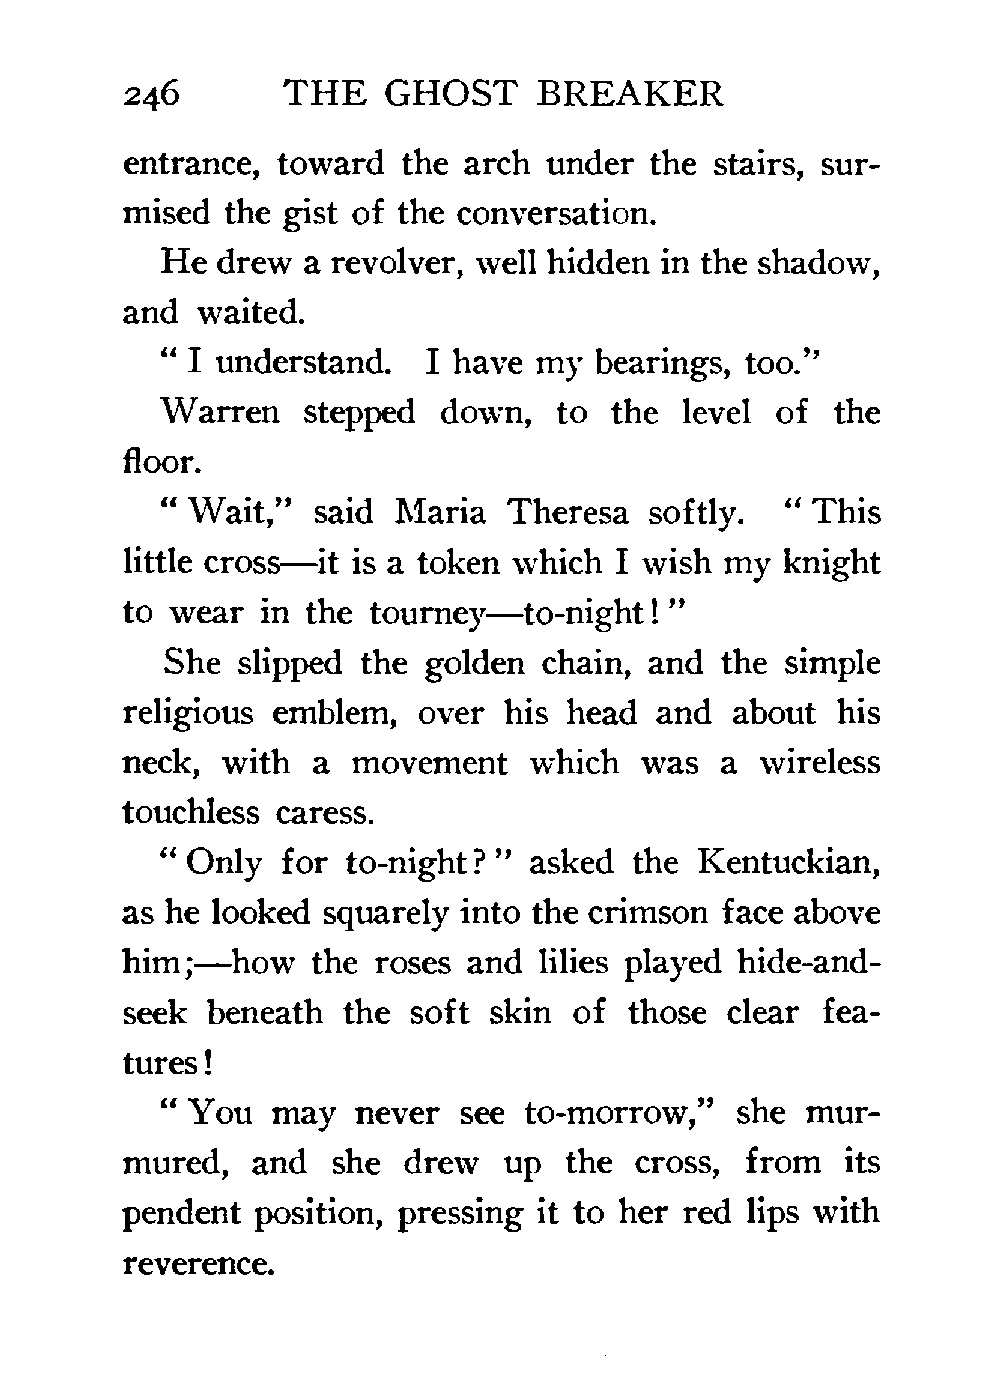 246 THE GHOST BREAKER
entrance, toward the arch under the stairs, sur-
mised the gist of the conversation.
He drew a revolver, well hidden in the shadow,
and waited.
“ I understand. I have my bearings, too.”
Warren stepped down, to the level of the
floor.
“ Wait,” said Maria Theresa softly. “ This
little cross—it is a token which I wish my knight
to wear in the tourney—to-night! ”
She slipped the golden chain, and the simple
religious emblem, over his head and about his
neck, with a movement which was a wireless
touchless caress.
“ Only for to-night? ” asked the Kentuckian,
as he looked squarely into the crimson face above
him;—how the roses and lilies played hide-and-
seek beneath the soft skin of those clear fea-
tures!
“ You may never see to-morrow,” she mur-
mured, and she drew up the cross, from its
pendent position, pressing it to her red lips with
reverence.